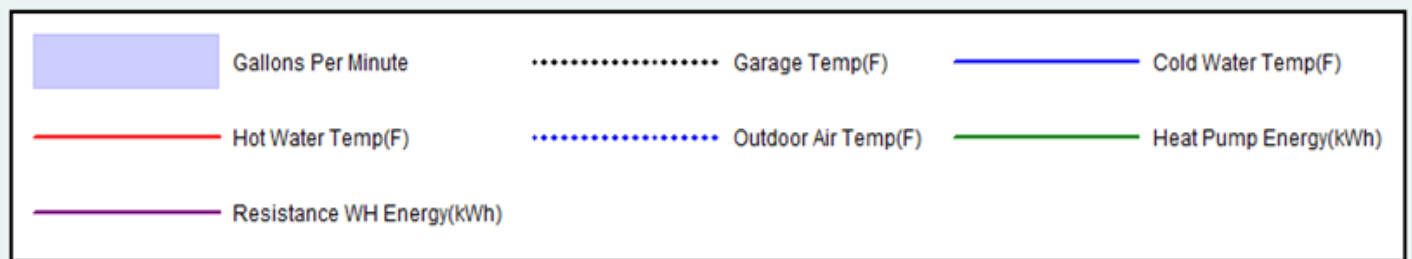 Gallons Per Minute
Garage Temp(F)
Cold Water Temp(F)
Hot Water Temp(F)
Outdoor Air Temp(F)
Heat Pump Energy(kWh)
Resistance WH Energy(kWh)